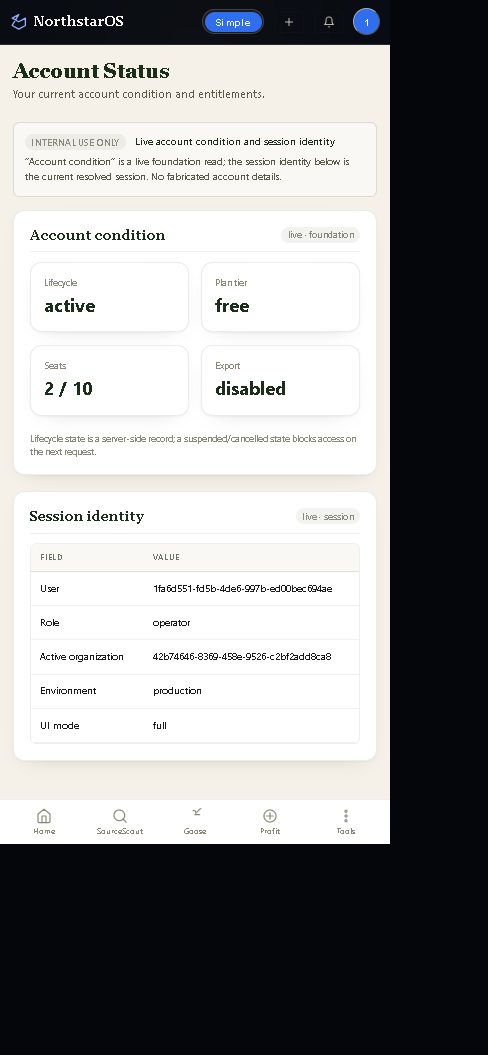 NorthstarOS
Simple
1
Account Status
Your current account condition and entitlements.
INTERNAL USE ONLY Live account condition and session identity
"Account condition" is a live foundation read; the session identity below is
the current resolved session. No fabricated account details.
Account condition live · foundation
Lifecycle
active
Plan tier
free
Seats
2 / 10
Export
disabled
Lifecycle state is a server-side record; a suspended/cancelled state blocks access on
the next request.
Session identity live · session
FIELD VALUE
User 1fa6d551-fd5b-4de6-997b-ed00bec694ae
Role operator
Active organization 42b74646-8369-458e-9526-c2bf2add8ca8
Environment production
UI mode full
Home SourceScout Goose Profit Tools